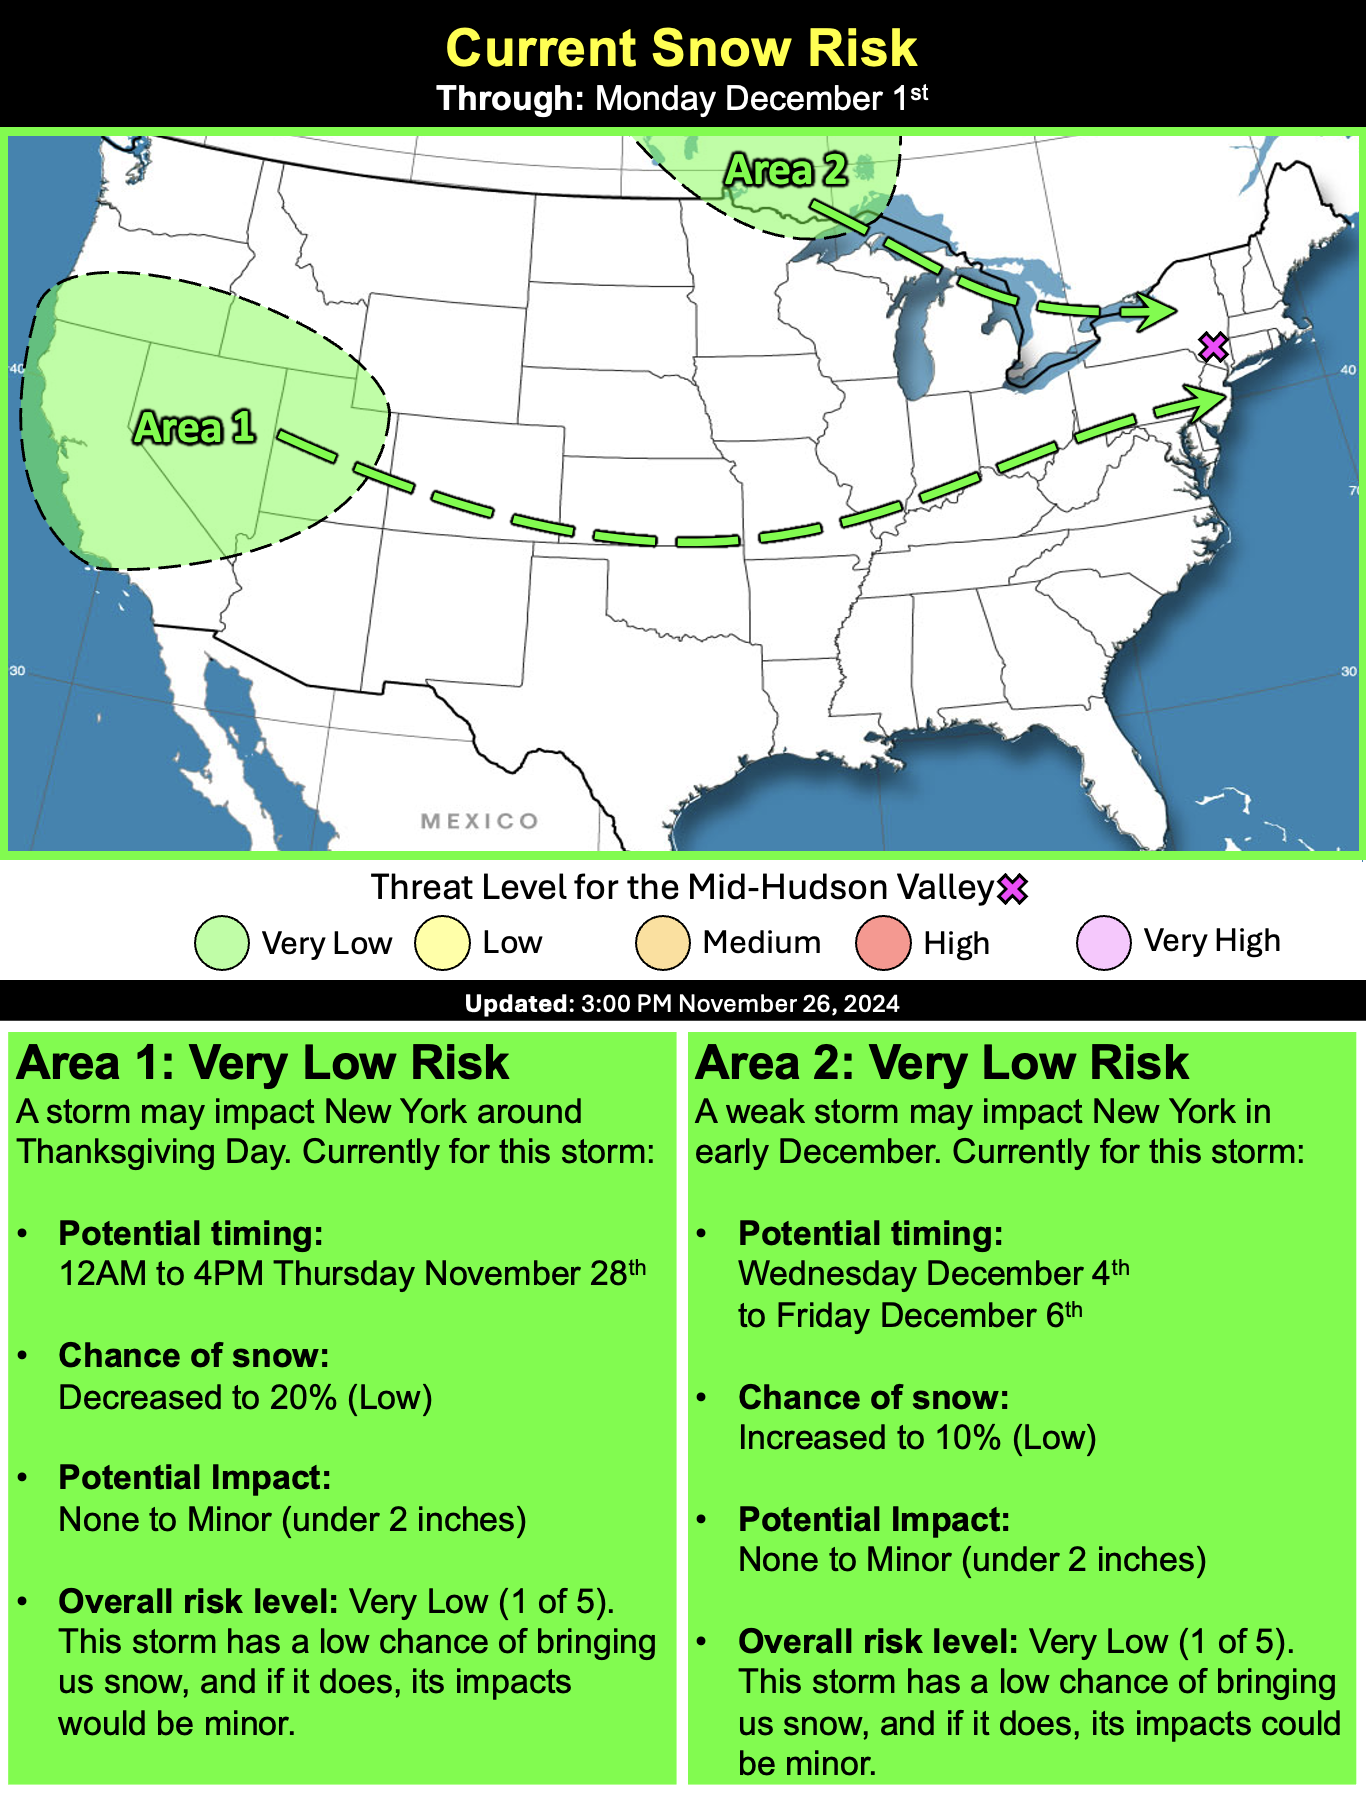 Current Snow Risk
Through: Monday December 1st
Area 2
Area 1
40
40
70
30
30
MEXICO
Threat Level for the Mid-Hudson Valley
Very Low
Low
Medium
High
Very High
Updated: 3:00 PM November 26, 2024
Area 1: Very Low Risk
A storm may impact New York around
Thanksgiving Day. Currently for this storm:
• Potential timing:
12AM to 4PM Thursday November 28th
• Chance of snow:
Decreased to 20% (Low)
• Potential Impact:
None to Minor (under 2 inches)
• Overall risk level: Very Low (1 of 5).
This storm has a low chance of bringing
us snow, and if it does, its impacts
would be minor.
Area 2: Very Low Risk
A weak storm may impact New York in
early December. Currently for this storm:
• Potential timing:
Wednesday December 4th
to Friday December 6th
• Chance of snow:
Increased to 10% (Low)
• Potential Impact:
None to Minor (under 2 inches)
• Overall risk level: Very Low (1 of 5).
This storm has a low chance of bringing
us snow, and if it does, its impacts could
be minor.